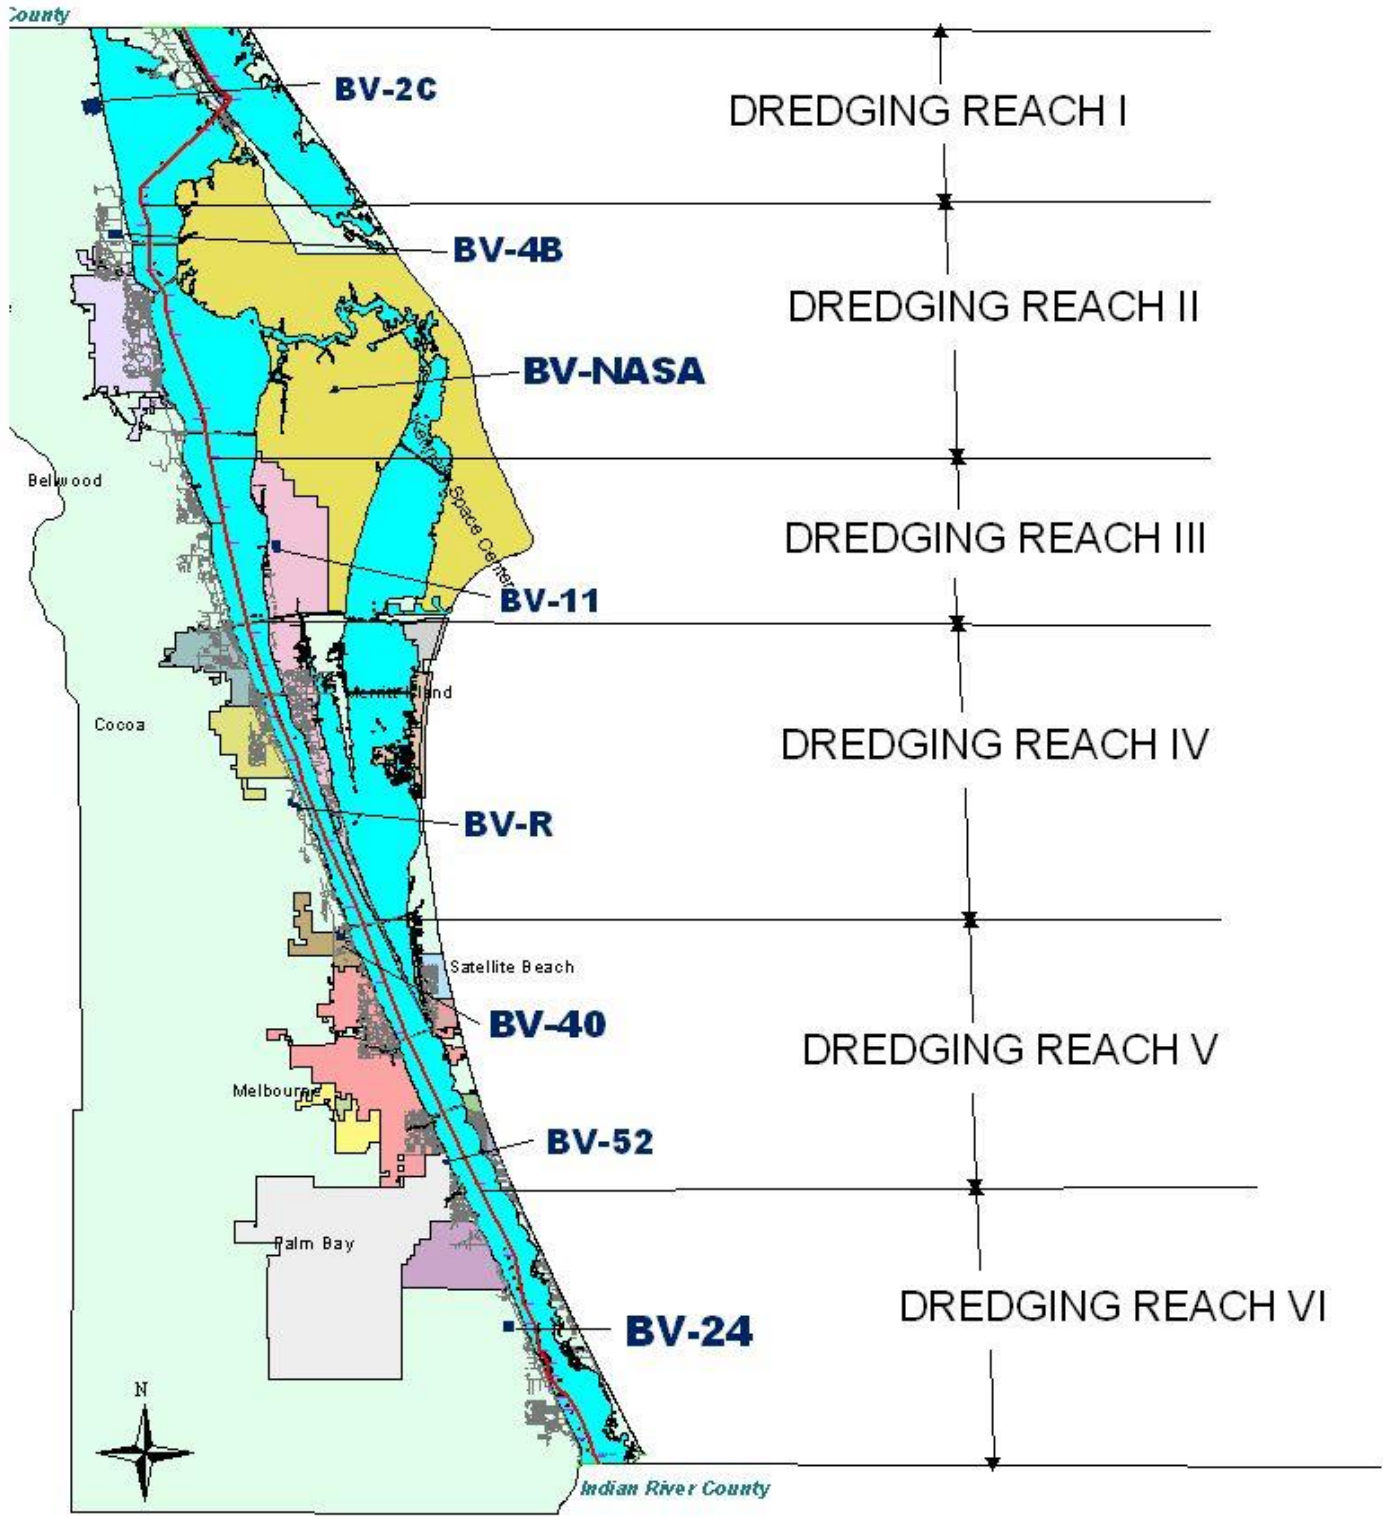 County
BV-2C
DREDGING REACH I
BV-4B
DREDGING REACH II
BV-NASA
Bellwood
Space Center
DREDGING REACH III
BV-11
Merritt Island
Cocoa
DREDGING REACH IV
BV-R
Satellite Beach
BV-40
DREDGING REACH V
Melbourne
BV-52
Palm Bay
DREDGING REACH VI
BV-24
N
Indian River County